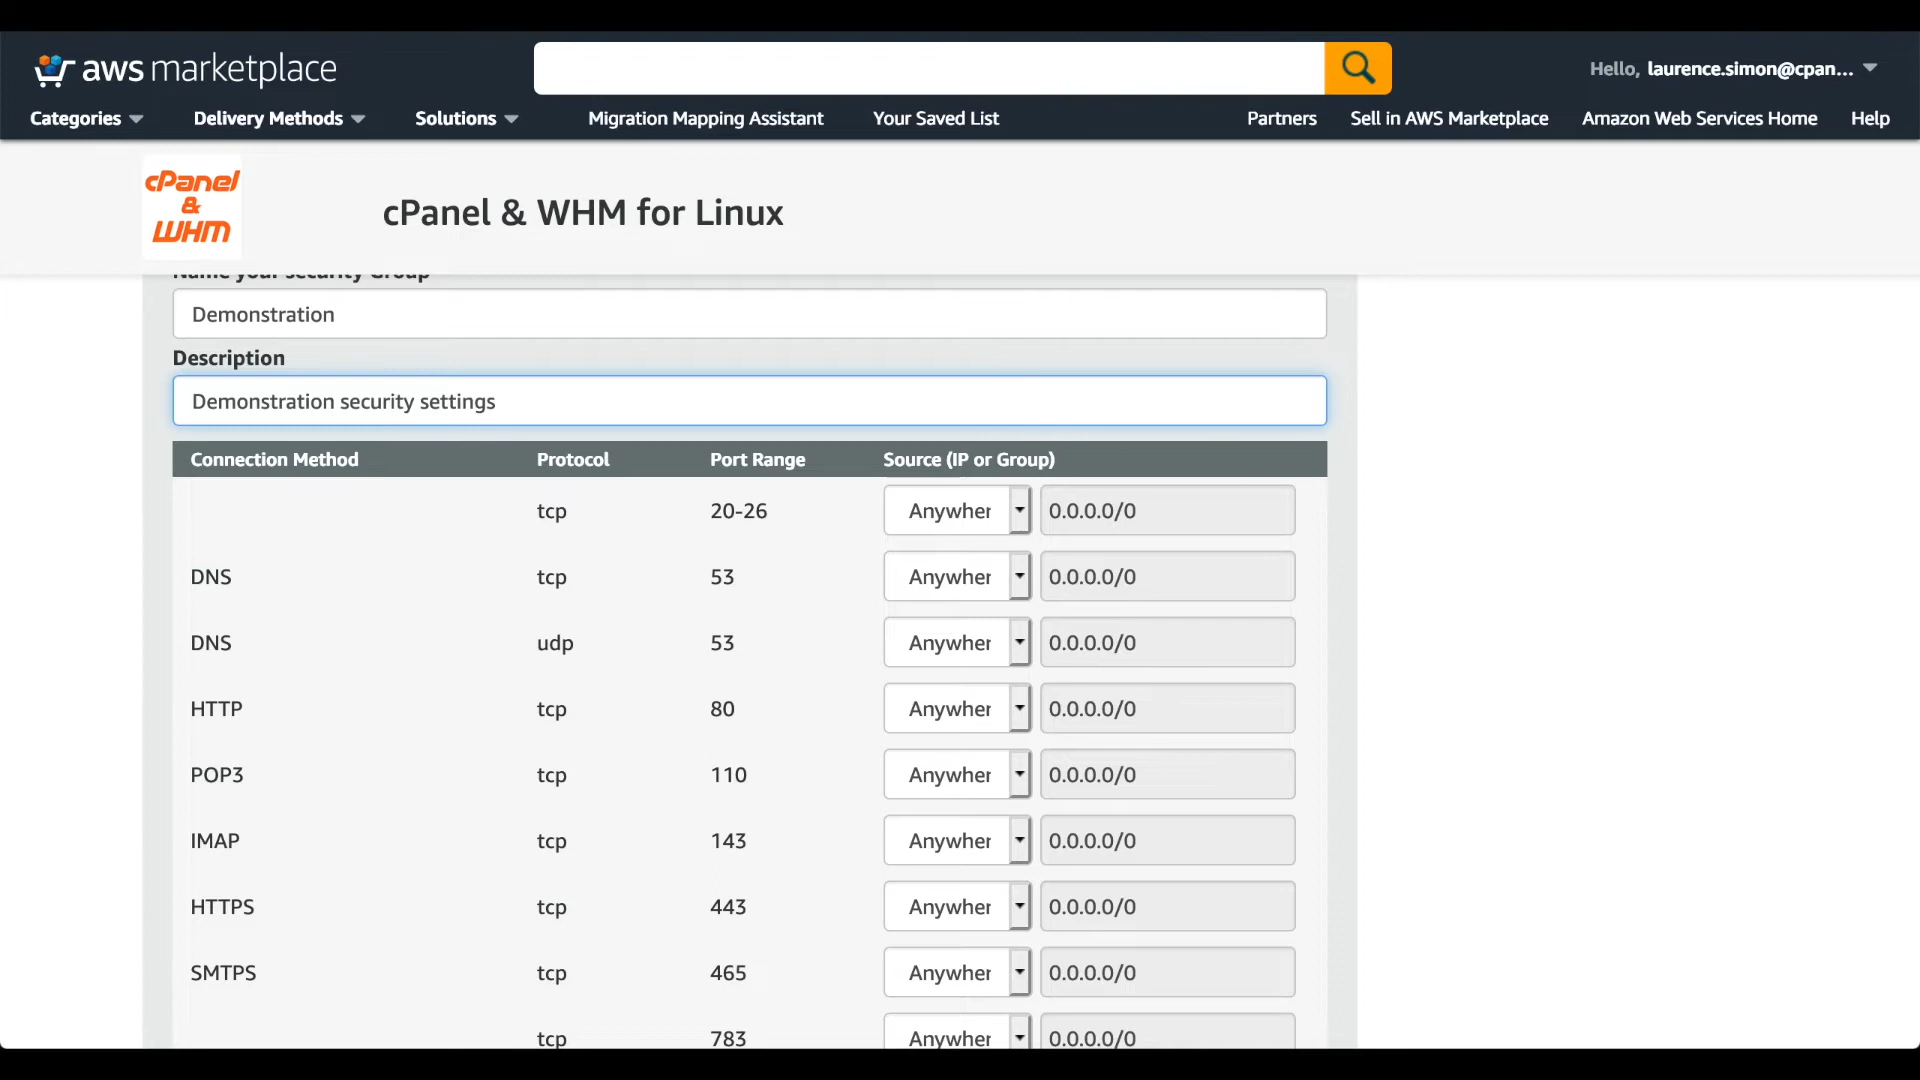 aws marketplace
Hello, laurence.simon@cpan...
Categories
Delivery Methods
Solutions
Migration Mapping Assistant
Your Saved List
Partners
Sell in AWS Marketplace
Amazon Web Services Home
Help
cPanel
&
WHM
cPanel & WHM for Linux
Name your security Group
Demonstration
Description
Demonstration security settings
Connection Method Protocol Port Range Source (IP or Group)
tcp 20-26 Anywher 0.0.0.0/0
DNS tcp 53 Anywher 0.0.0.0/0
DNS udp 53 Anywher 0.0.0.0/0
HTTP tcp 80 Anywher 0.0.0.0/0
POP3 tcp 110 Anywher 0.0.0.0/0
IMAP tcp 143 Anywher 0.0.0.0/0
HTTPS tcp 443 Anywher 0.0.0.0/0
SMTPS tcp 465 Anywher 0.0.0.0/0
tcp 783 Anywher 0.0.0.0/0